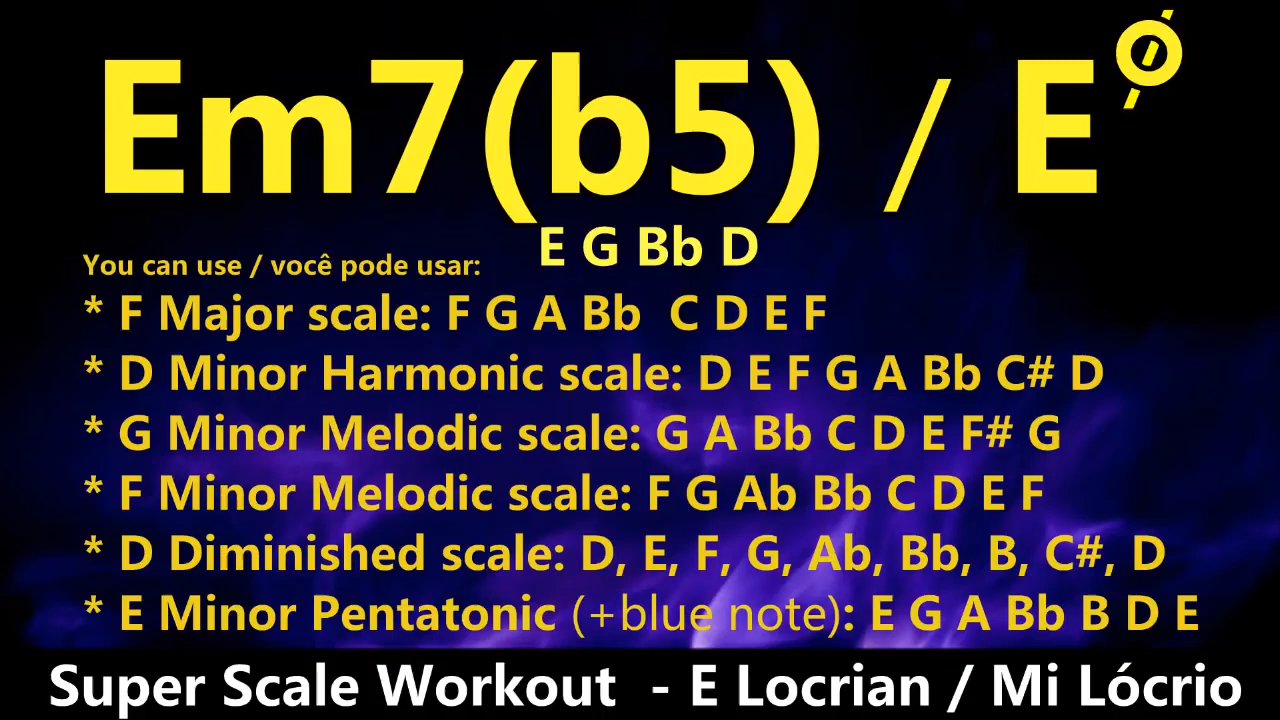 Em7(b5) / Eø
E G Bb D
You can use / você pode usar:
* F Major scale: F G A Bb  C D E F
* D Minor Harmonic scale: D E F G A Bb C# D
* G Minor Melodic scale: G A Bb C D E F# G
* F Minor Melodic scale: F G Ab Bb C D E F
* D Diminished scale: D, E, F, G, Ab, Bb, B, C#, D
* E Minor Pentatonic (+blue note): E G A Bb B D E
Super Scale Workout  - E Locrian / Mi Lócrio